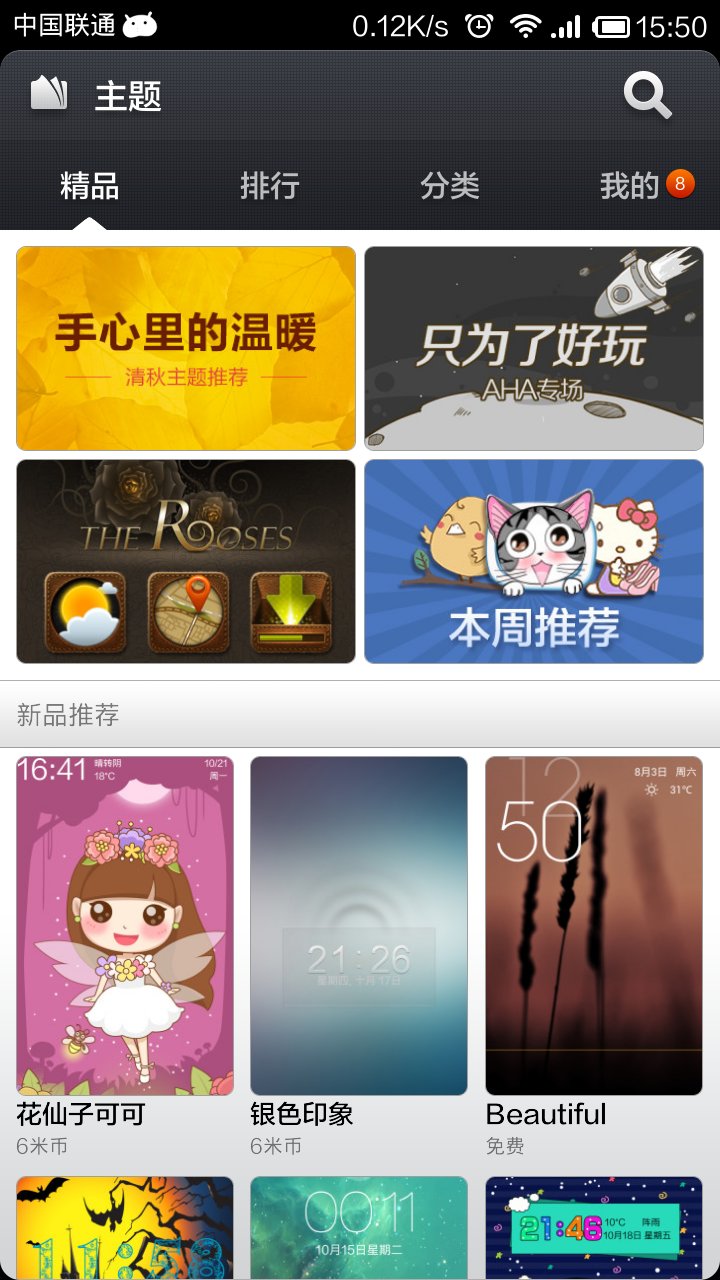 中国联通 0.12K/s 15:50
主题
精品 排行 分类 我的 8
手心里的温暖
清秋主题推荐
只为了好玩
AHA专场
THE ROOSES
本周推荐
新品推荐
16:41 晴转阴 18°C 10/21 周一
21:26
星期四, 十月 17日
12
50
8月3日 周六
31°C
花仙子可可
6米币
银色印象
6米币
Beautiful
免费
11:58
00:11
10月15日星期二
21:46 10°C 阵雨
10月18日 星期五